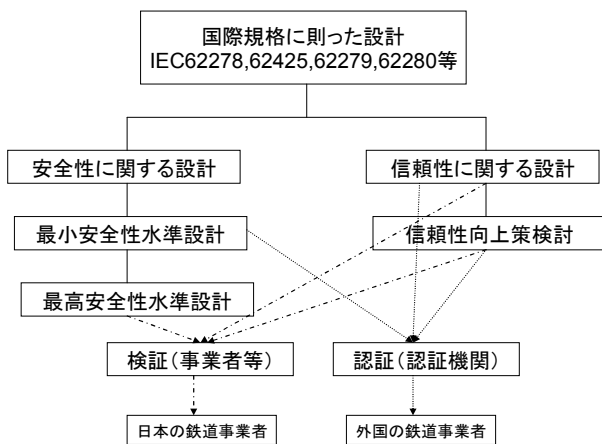 国際規格に則った設計
IEC62278,62425,62279,62280等
安全性に関する設計
信頼性に関する設計
最小安全性水準設計
信頼性向上策検討
最高安全性水準設計
検証(事業者等)
認証(認証機関)
日本の鉄道事業者
外国の鉄道事業者